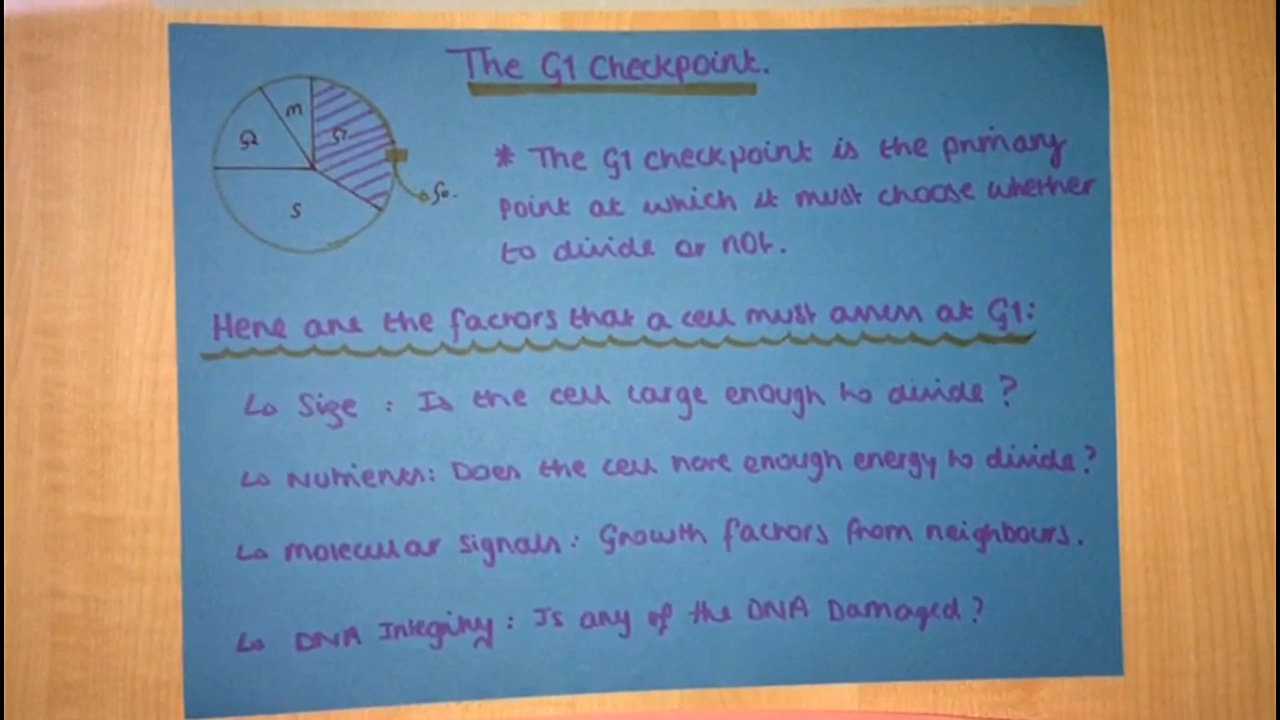 The G1 Checkpoint.
M
G2
G1
S
G0.
* The G1 checkpoint is the primary
point at which it must choose whether
to divide or not.
Here are the factors that a cell must assess at G1:
↳ Size : Is the cell large enough to divide ?
↳ Nutrients: Does the cell have enough energy to divide?
↳ Molecular signals: Growth factors from neighbours.
↳ DNA Integrity : Is any of the DNA Damaged ?